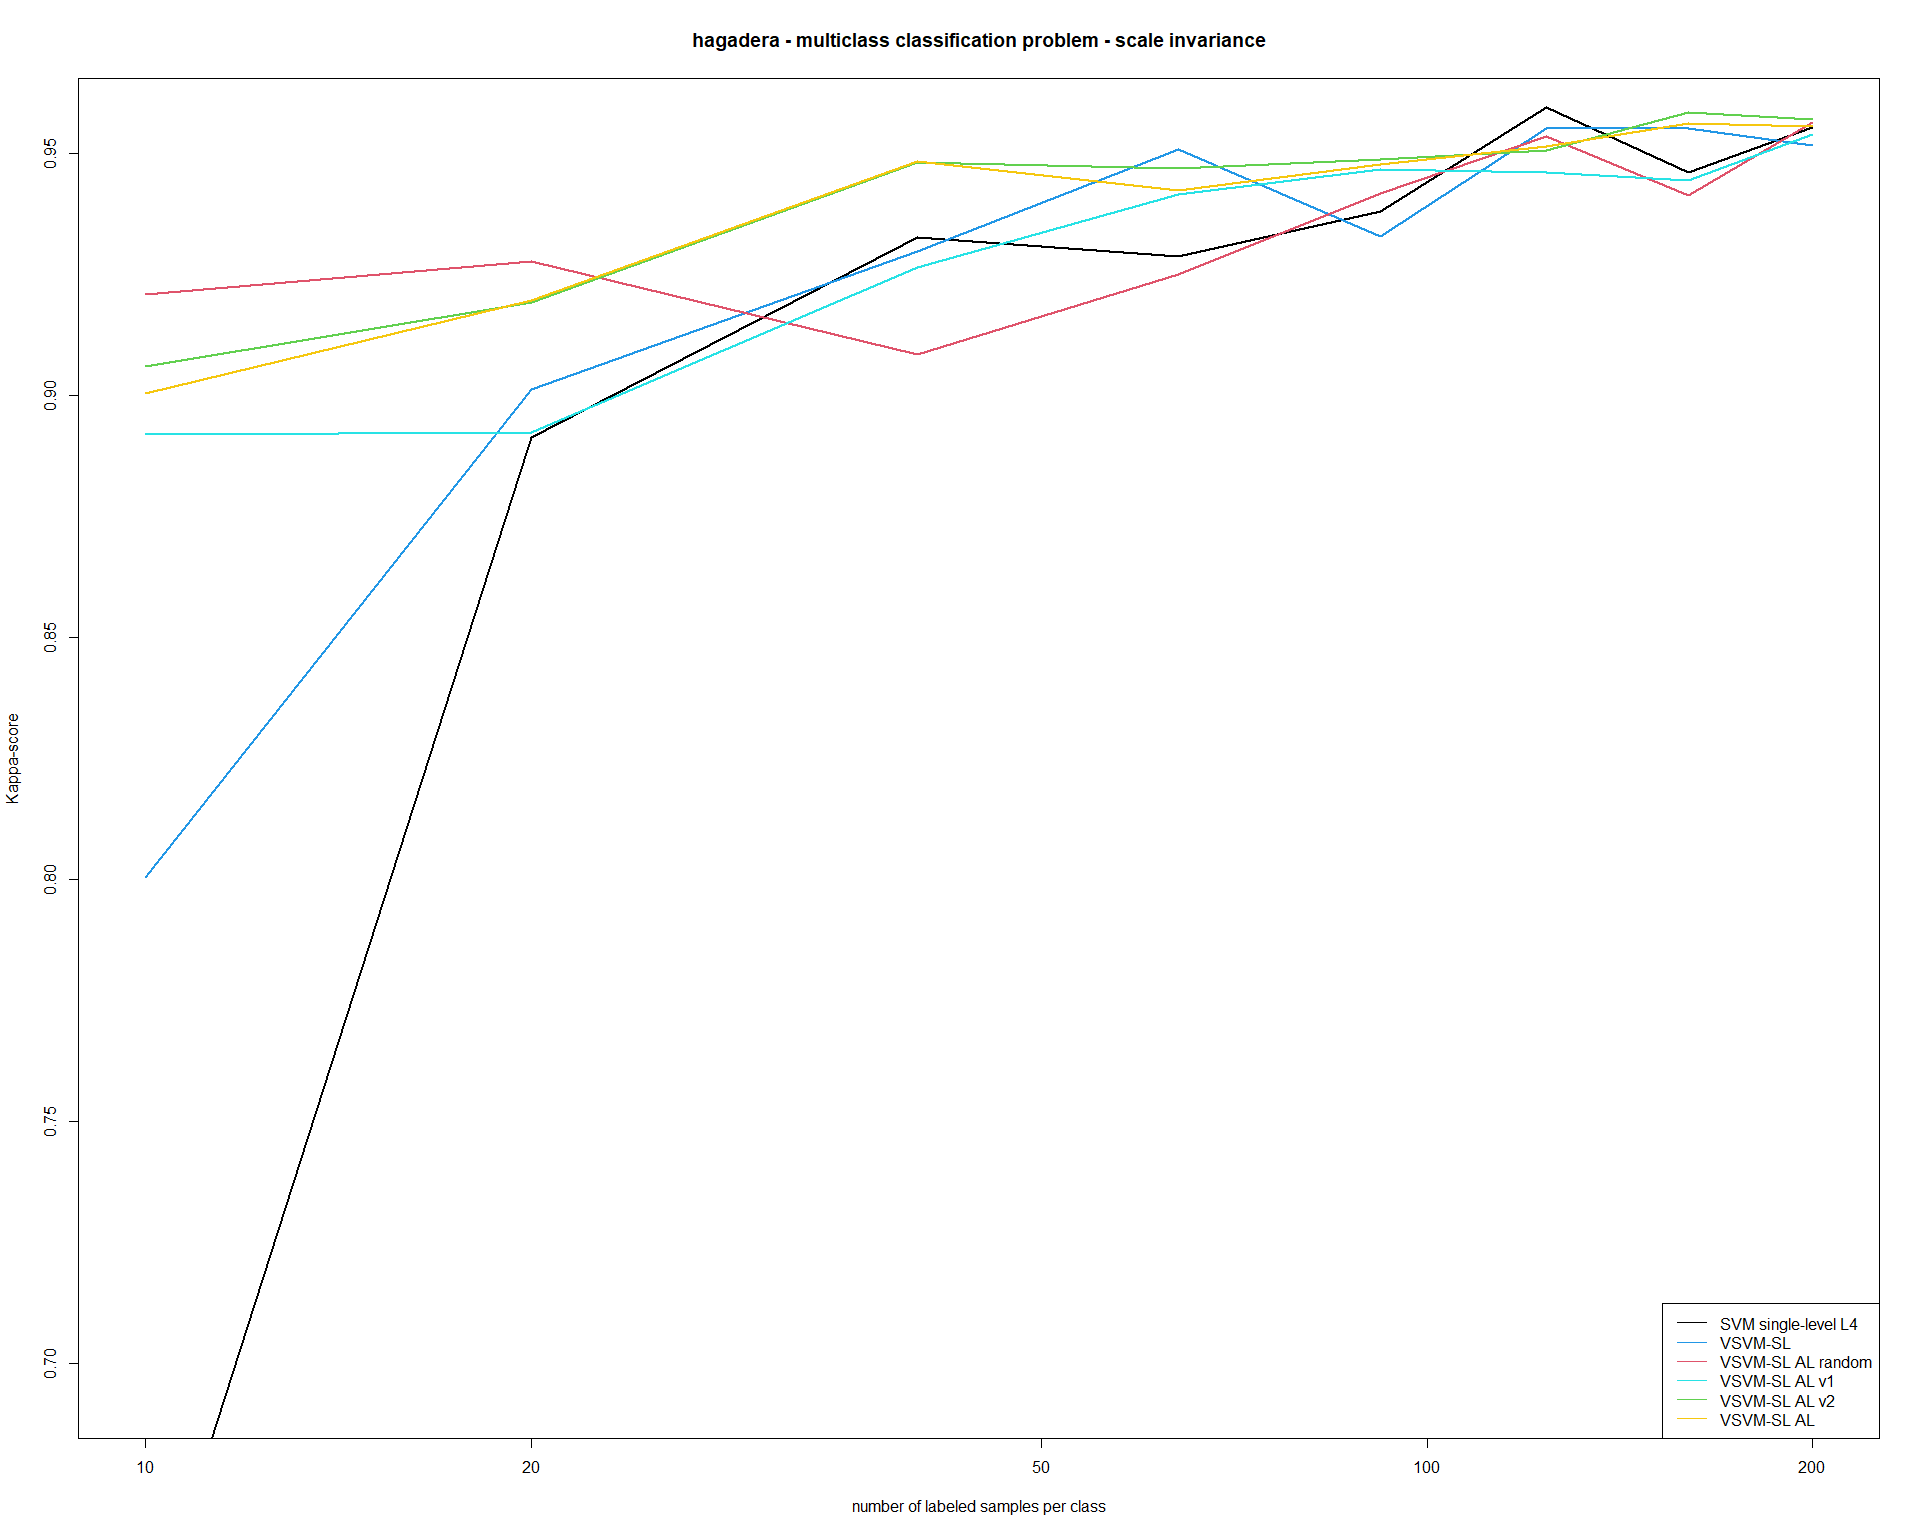 hagadera - multiclass classification problem - scale invariance
Kappa-score
0.95
0.90
0.85
0.80
0.75
0.70
SVM single-level L4
VSVM-SL
VSVM-SL AL random
VSVM-SL AL v1
VSVM-SL AL v2
VSVM-SL AL
10 20 50 100 200
number of labeled samples per class